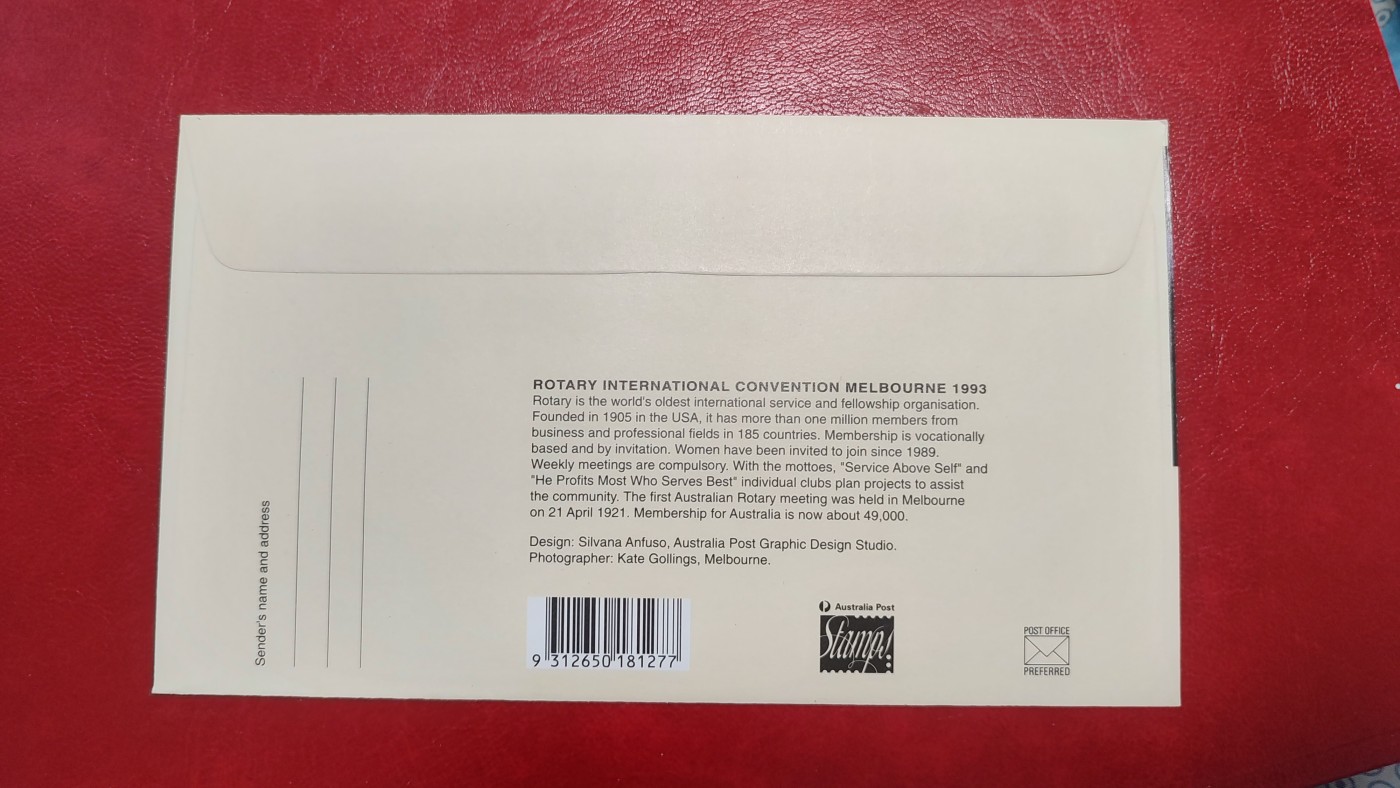 ROTARY INTERNATIONAL CONVENTION MELBOURNE 1993
Rotary is the world's oldest international service and fellowship organisation.
Founded in 1905 in the USA, it has more than one million members from
business and professional fields in 185 countries. Membership is vocationally
based and by invitation. Women have been invited to join since 1989.
Weekly meetings are compulsory. With the mottoes, "Service Above Self" and
"He Profits Most Who Serves Best" individual clubs plan projects to assist
the community. The first Australian Rotary meeting was held in Melbourne
on 21 April 1921. Membership for Australia is now about 49,000.
Design: Silvana Anfuso, Australia Post Graphic Design Studio.
Photographer: Kate Gollings, Melbourne.
Sender's name and address
9 312650 181277
Australia Post
Stamps!
POST OFFICE
PREFERRED